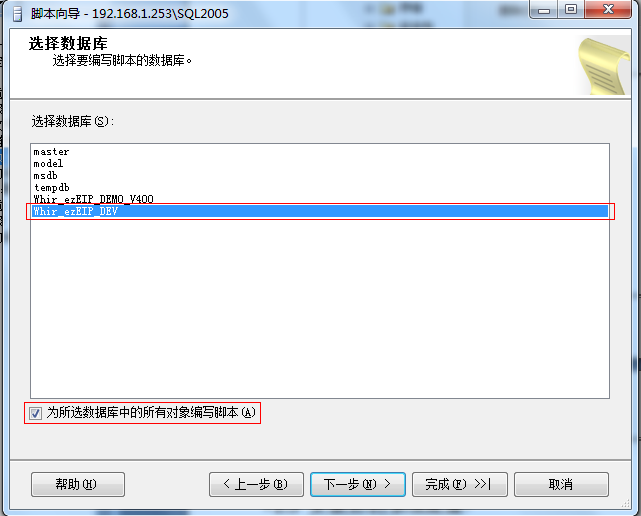 脚本向导 - 192.168.1.253\SQL2005
选择数据库
选择要编写脚本的数据库。
选择数据库(S):
master
model
msdb
tempdb
Whir_ezEIP_DEMO_V400
Whir_ezEIP_DEV
为所选数据库中的所有对象编写脚本(A)
帮助(H)
< 上一步(B)
下一步(N) >
完成(F) >>|
取消